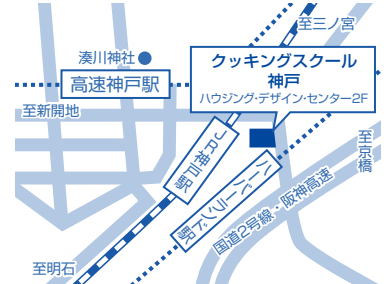 至三ノ宮
湊川神社
クッキングスクール
神戸
ハウジング・デザイン・センター2F
高速神戸駅
至新開地
JR神戸駅
ハーバーランド駅
至京橋
国道2号線・阪神高速
至明石